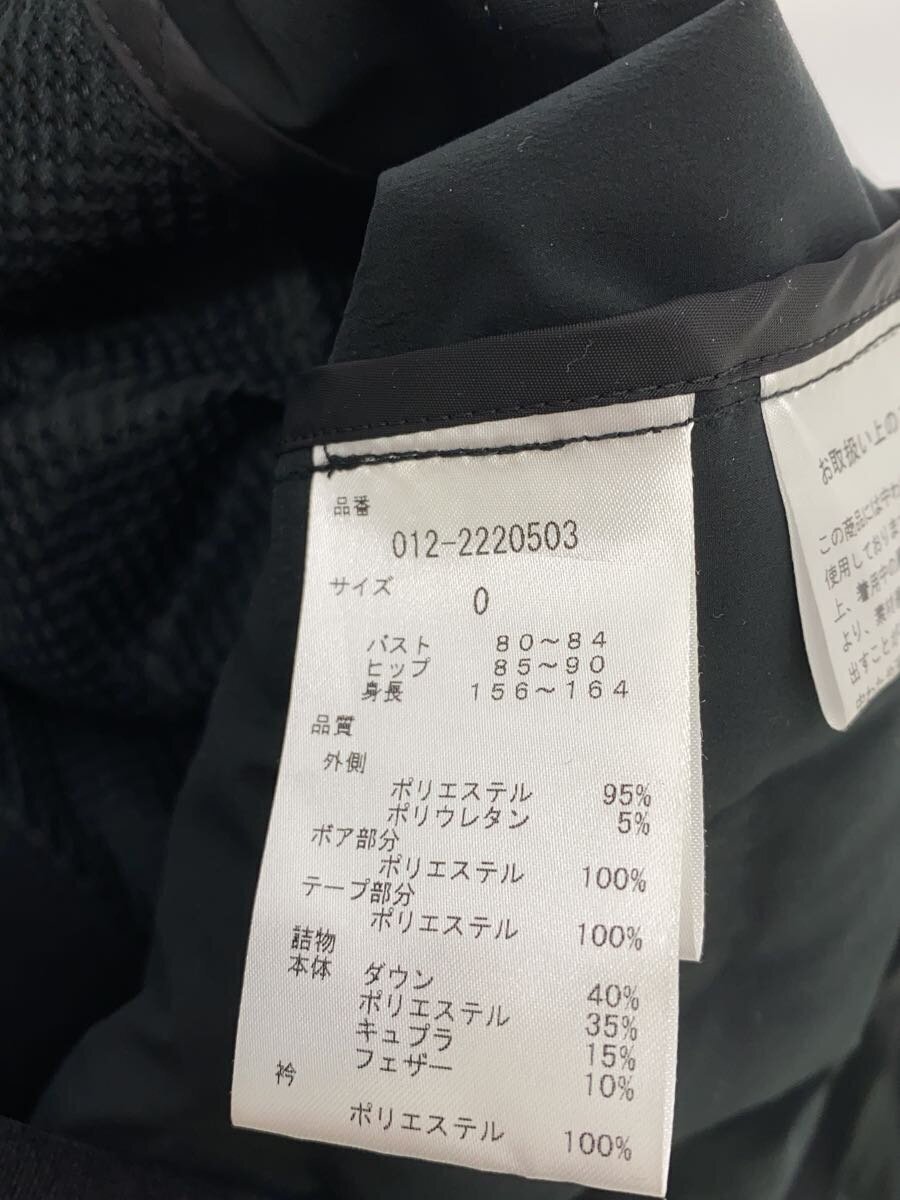 品番
012-2220503
サイズ
0
バスト 80～84
ヒップ 85～90
身長 156～164
品質
外側
ポリエステル 95%
ポリウレタン 5%
ボア部分
ポリエステル 100%
テープ部分
ポリエステル 100%
詰物
本体 ダウン 40%
ポリエステル 35%
キュプラ 15%
フェザー 10%
衿
ポリエステル 100%
お取扱い上の
この商品には守わ
使用しておりま
上、着用中の
より、素材
出すこと